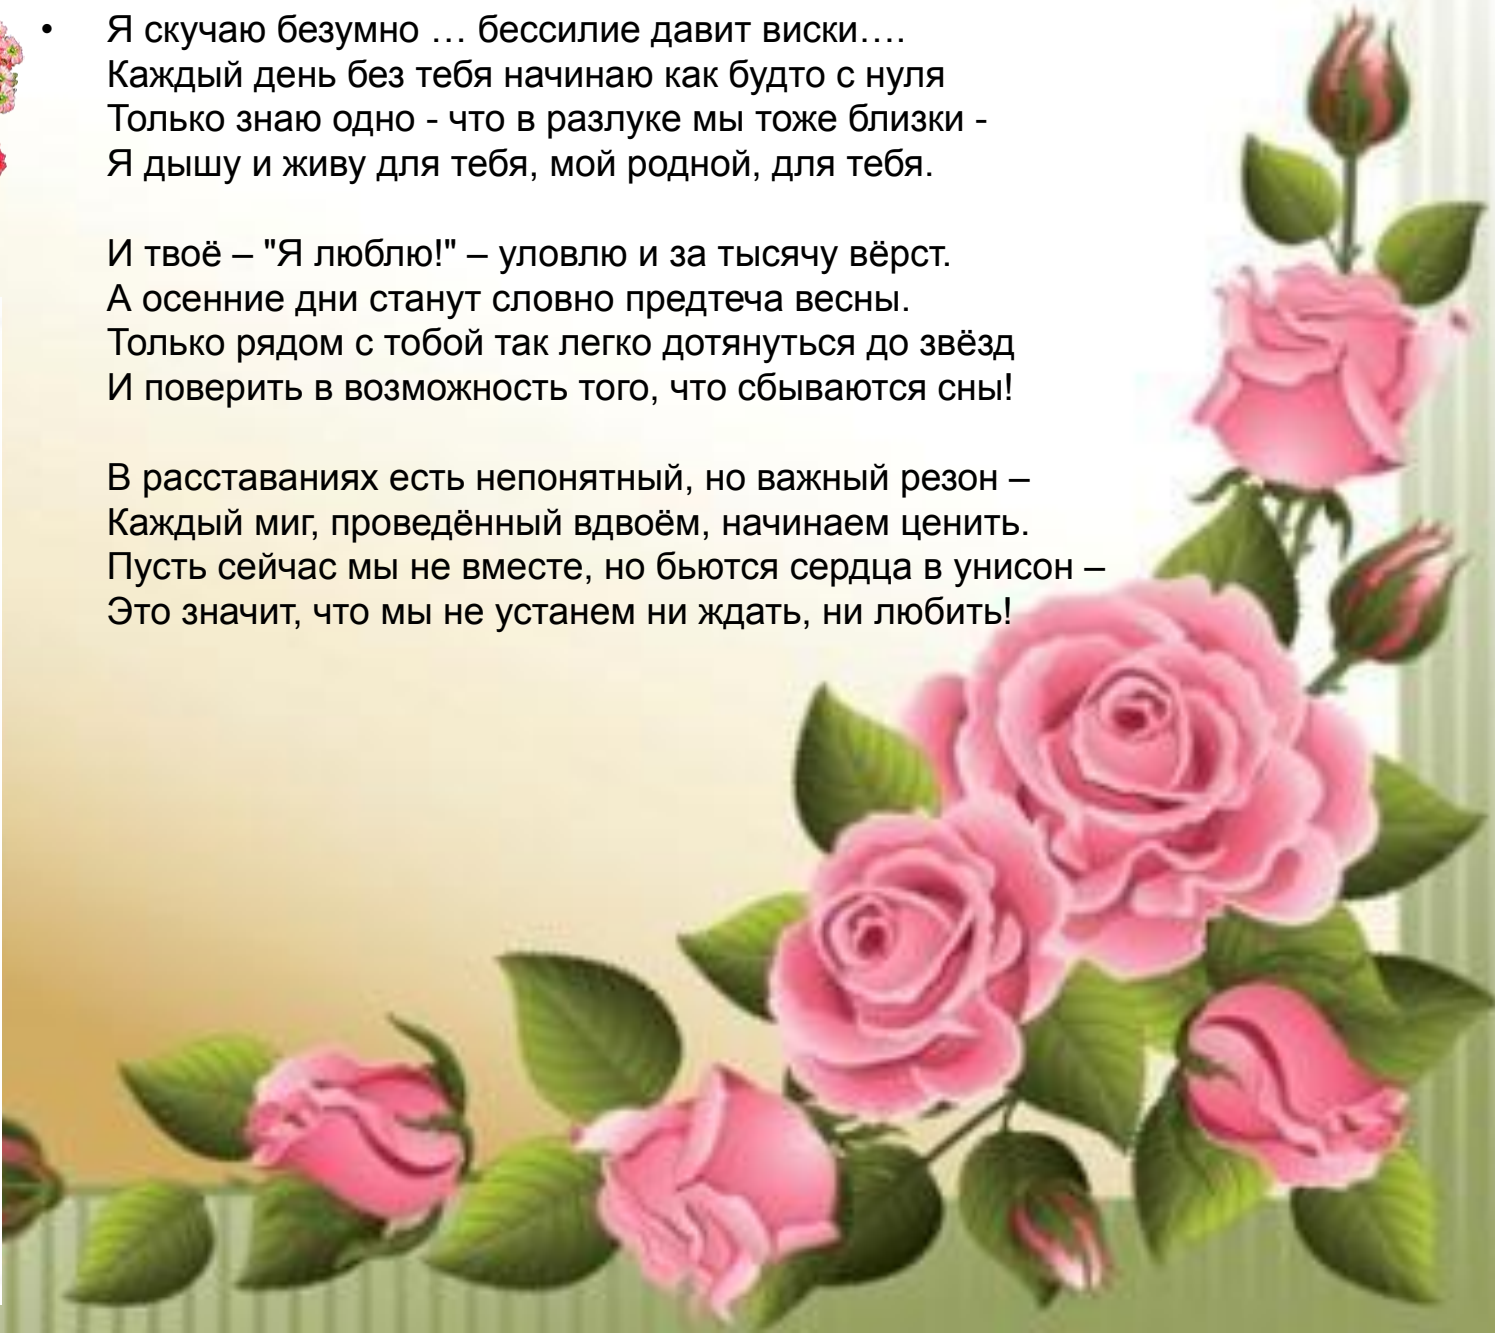 • Я скучаю безумно … бессилие давит виски….
Каждый день без тебя начинаю как будто с нуля
Только знаю одно - что в разлуке мы тоже близки -
Я дышу и живу для тебя, мой родной, для тебя.

И твоё – "Я люблю!" – уловлю и за тысячу вёрст.
А осенние дни станут словно предтеча весны.
Только рядом с тобой так легко дотянуться до звёзд
И поверить в возможность того, что сбываются сны!

В расставаниях есть непонятный, но важный резон –
Каждый миг, проведённый вдвоём, начинаем ценить.
Пусть сейчас мы не вместе, но бьются сердца в унисон –
Это значит, что мы не устанем ни ждать, ни любить!